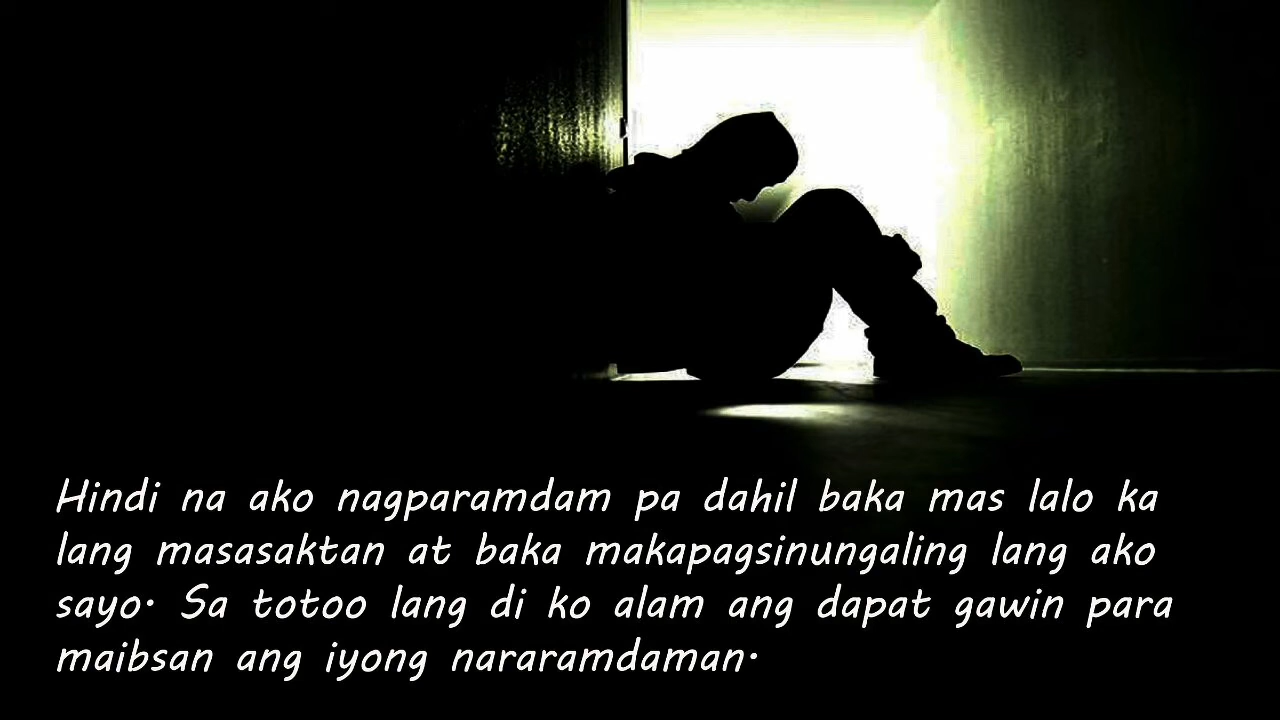 Hindi na ako nagparamdam pa dahil baka mas lalo ka
lang masasaktan at baka makapagsinungaling lang ako
sayo. Sa totoo lang di ko alam ang dapat gawin para
maibsan ang iyong nararamdaman.